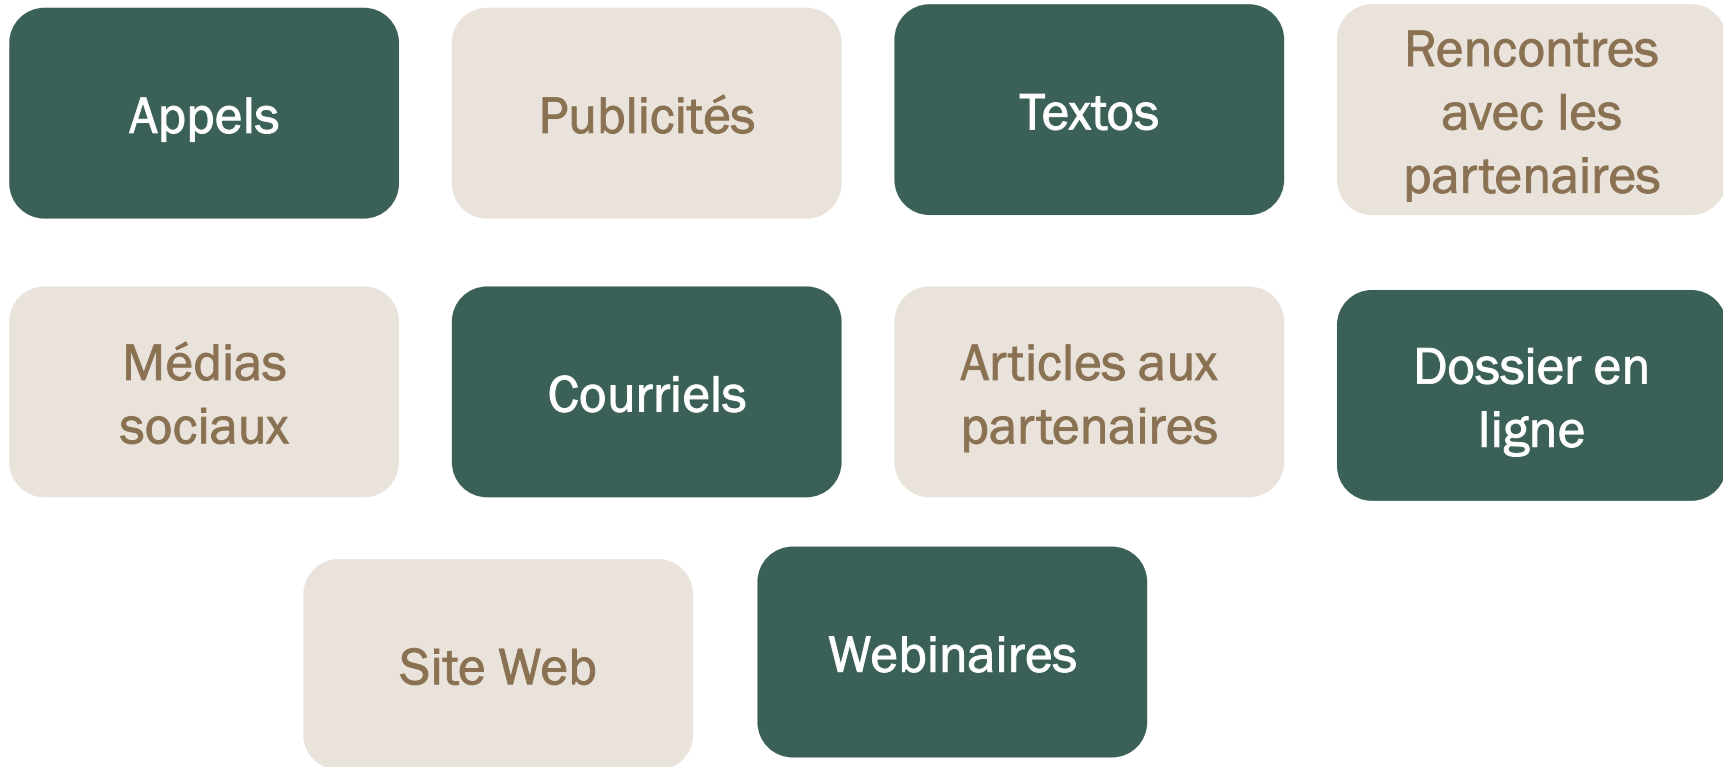 Appels
Publicités
Textos
Rencontres
avec les
partenaires
Médias
sociaux
Courriels
Articles aux
partenaires
Dossier en
ligne
Site Web
Webinaires